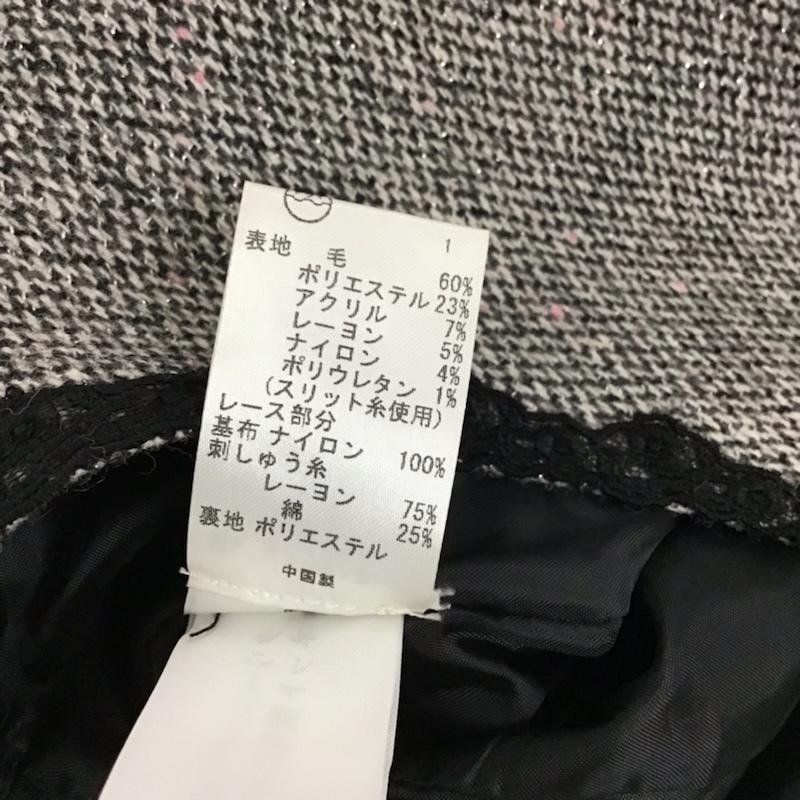 1
表地 毛 60%
ポリエステル 23%
アクリル 7%
レーヨン 5%
ナイロン 4%
ポリウレタン 1%
(スリット糸使用)
レース部分
基布 ナイロン 100%
刺しゅう糸
レーヨン 75%
綿 25%
裏地 ポリエステル
中国製